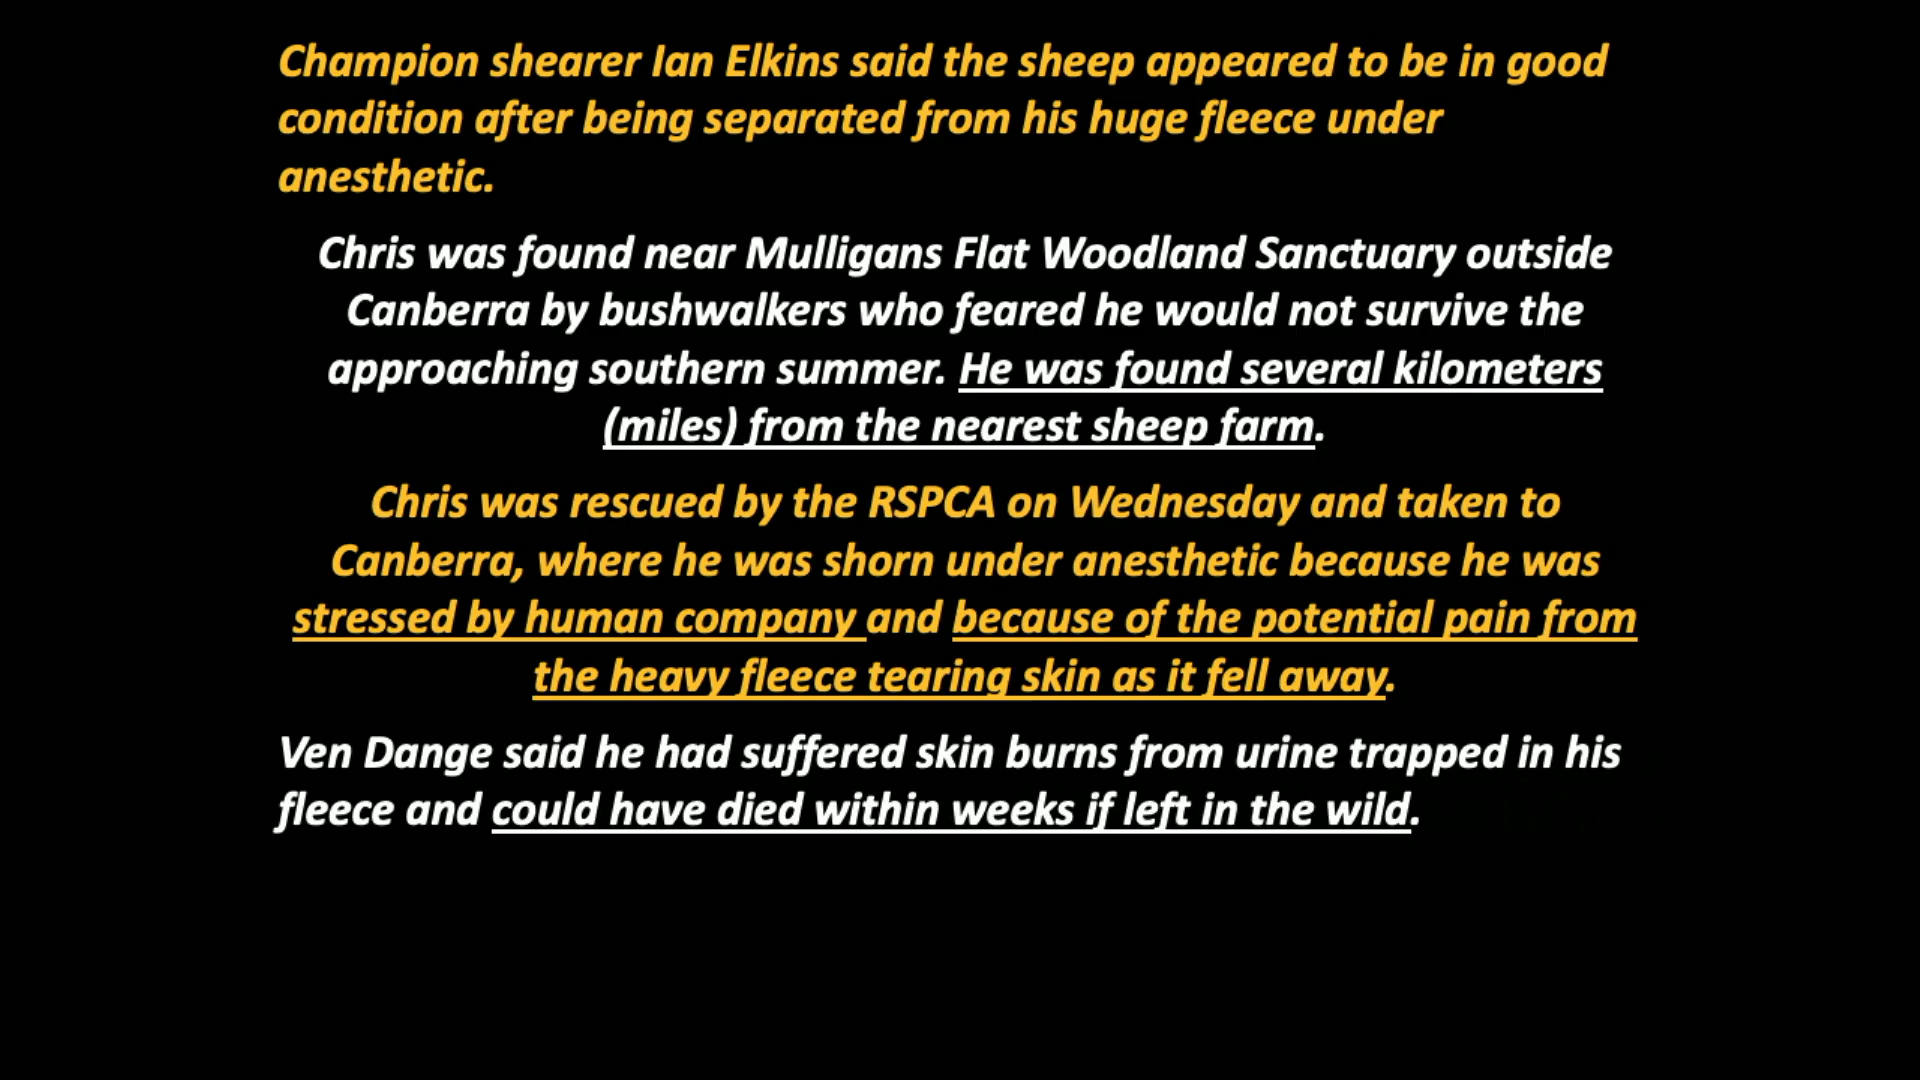 Champion shearer Ian Elkins said the sheep appeared to be in good
condition after being separated from his huge fleece under
anesthetic.
Chris was found near Mulligans Flat Woodland Sanctuary outside
Canberra by bushwalkers who feared he would not survive the
approaching southern summer. He was found several kilometers
(miles) from the nearest sheep farm.
Chris was rescued by the RSPCA on Wednesday and taken to
Canberra, where he was shorn under anesthetic because he was
stressed by human company and because of the potential pain from
the heavy fleece tearing skin as it fell away.
Ven Dange said he had suffered skin burns from urine trapped in his
fleece and could have died within weeks if left in the wild.